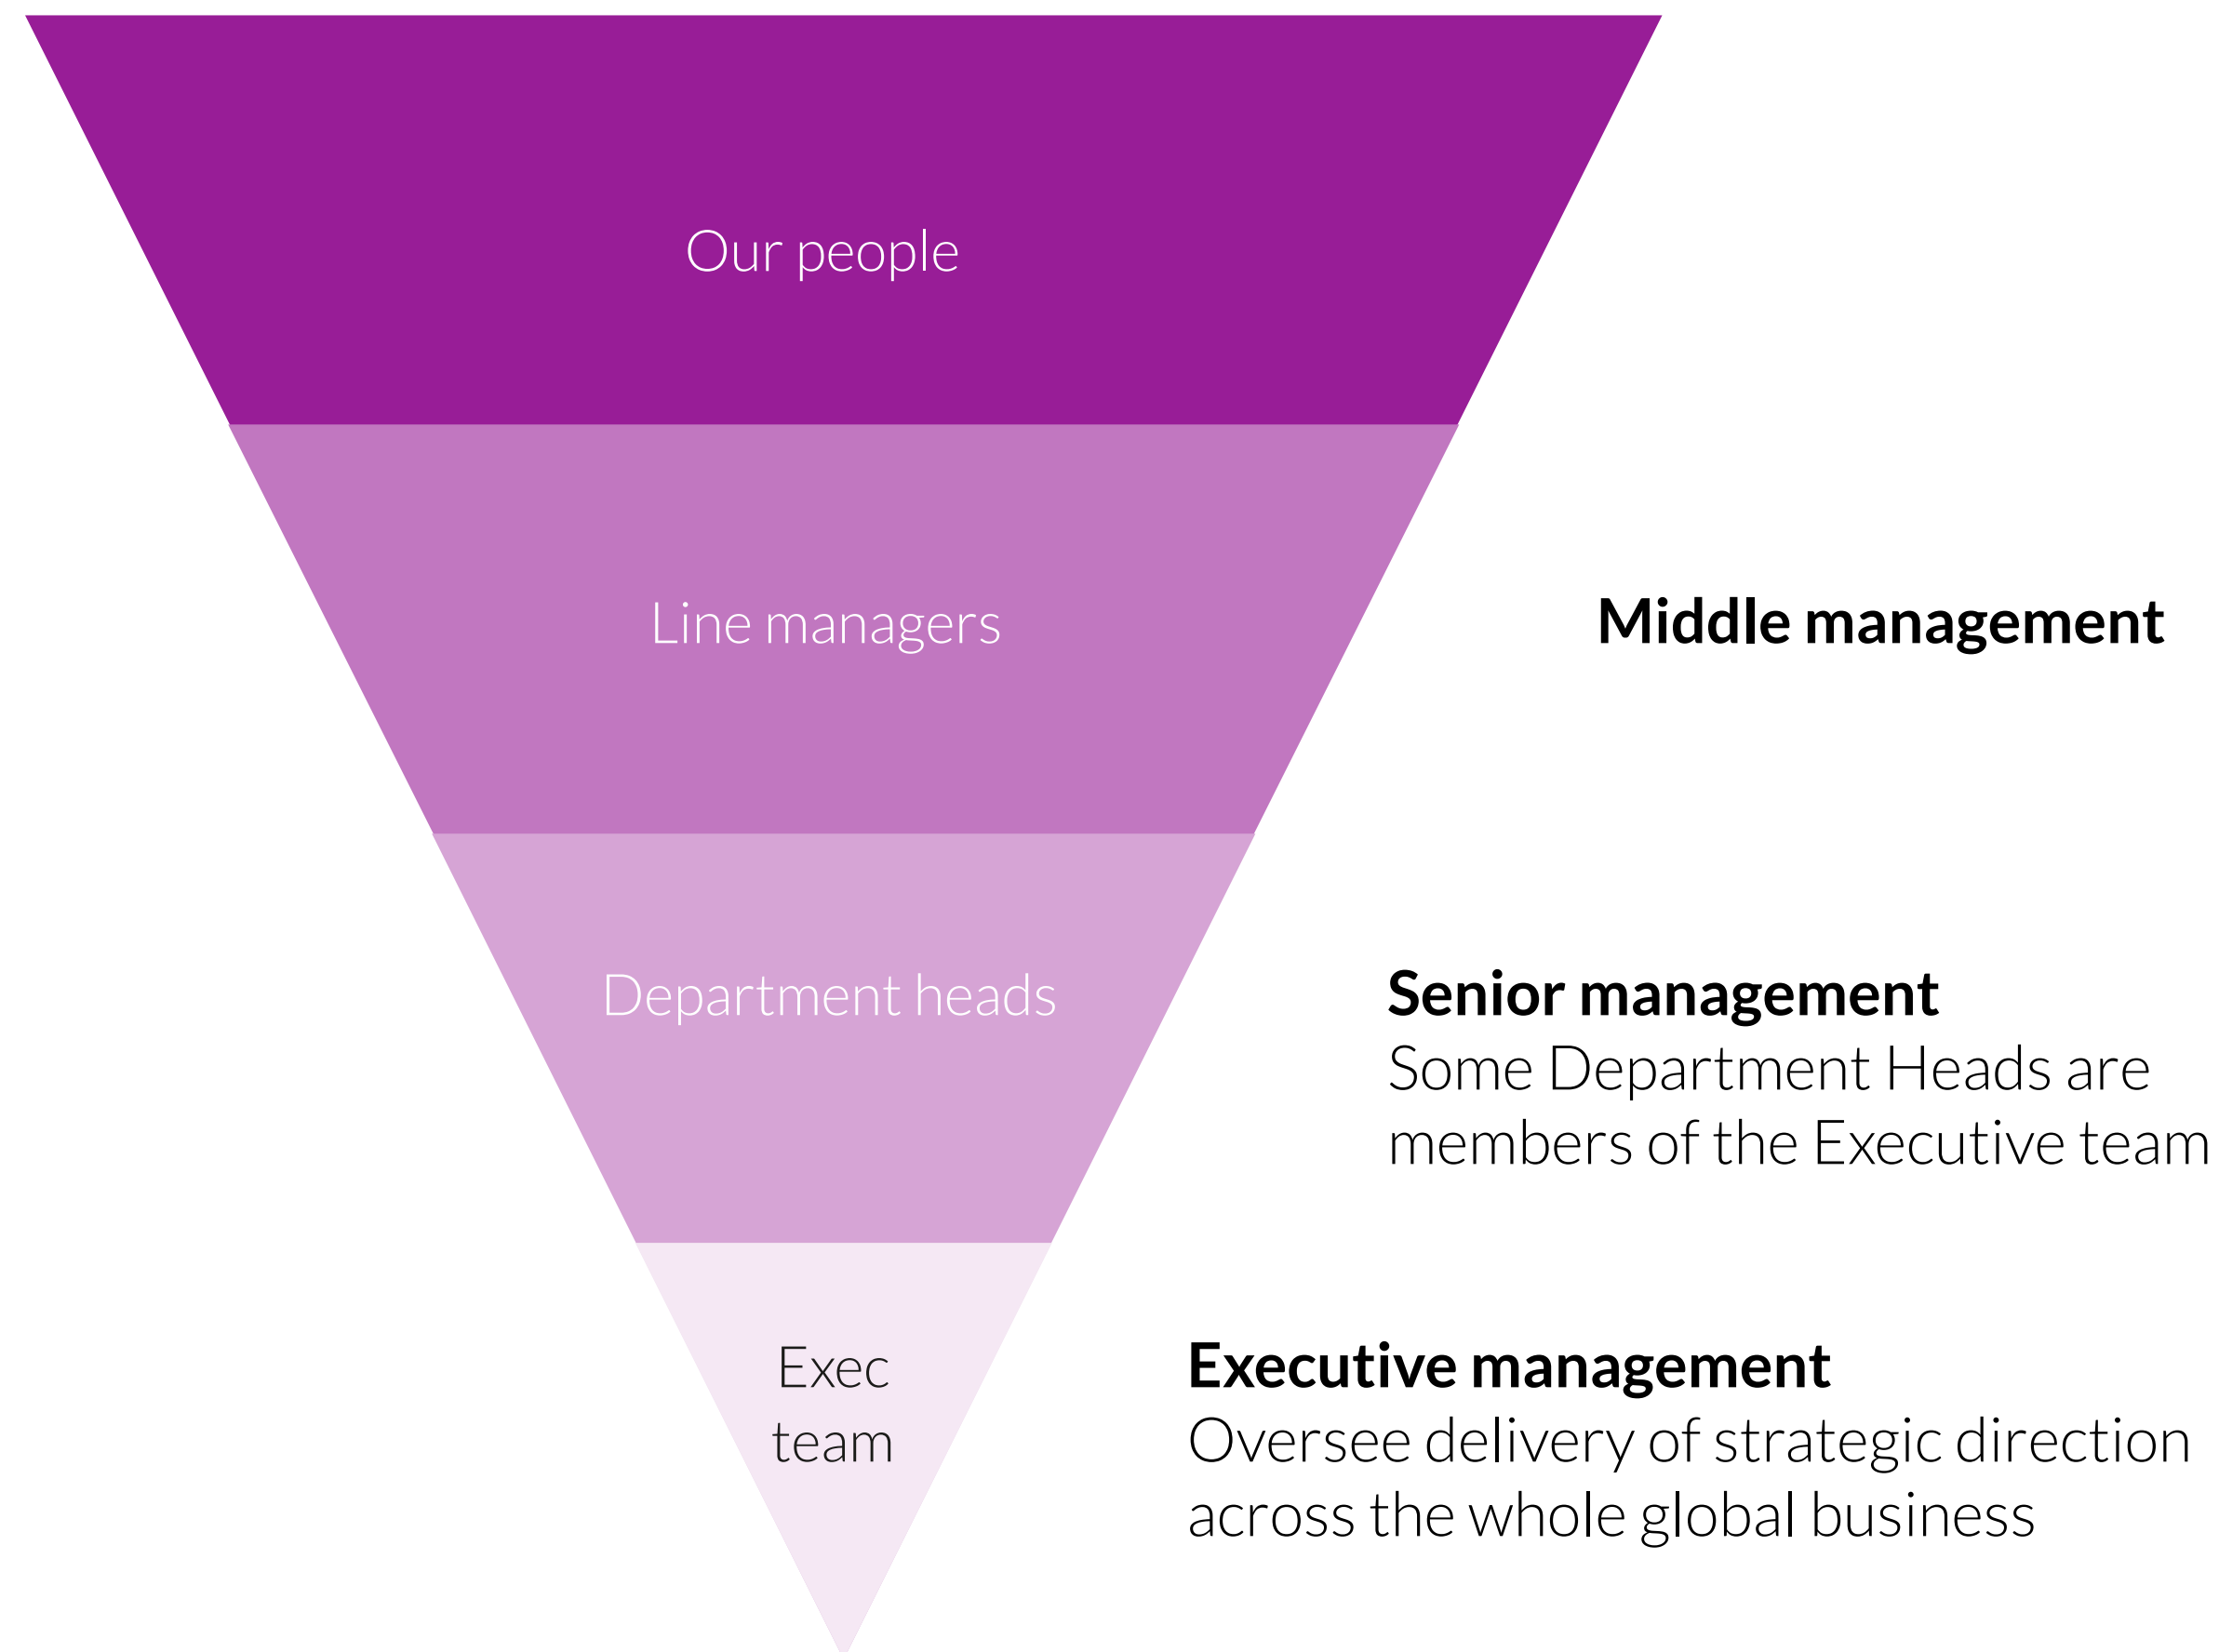 Our people
Line managers
Middle management
Department heads
Senior management
Some Department Heads are
members of the Executive team
Exec
team
Executive management
Oversee delivery of strategic direction
across the whole global business